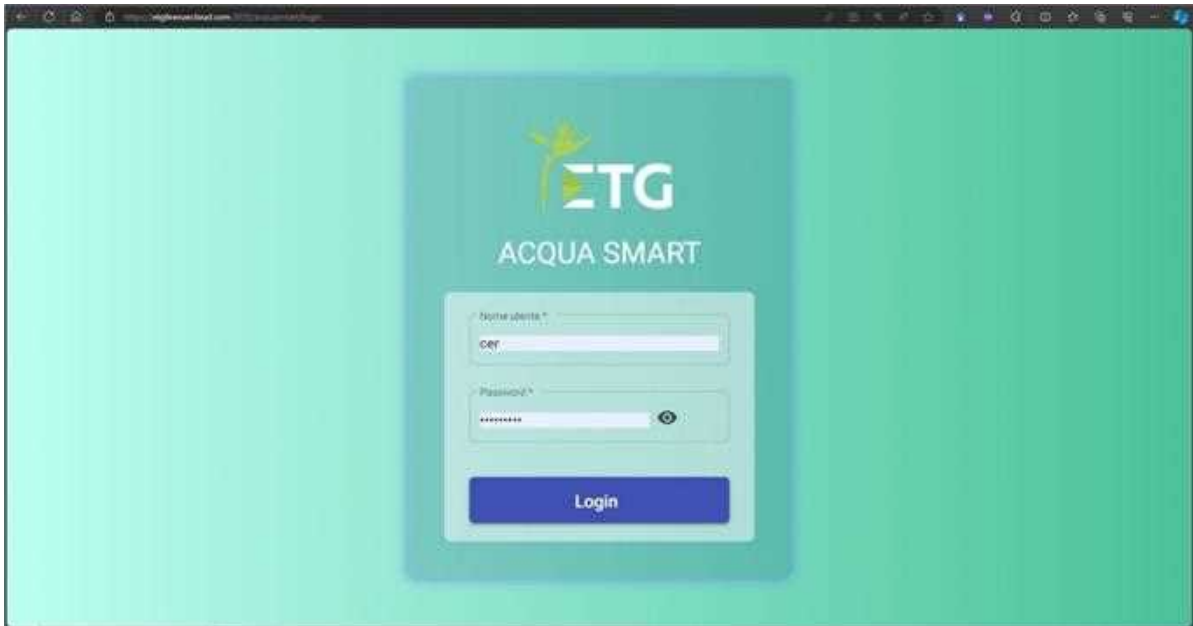 ETG
ACQUA SMART
Nome utente *
cer
Password *
Login